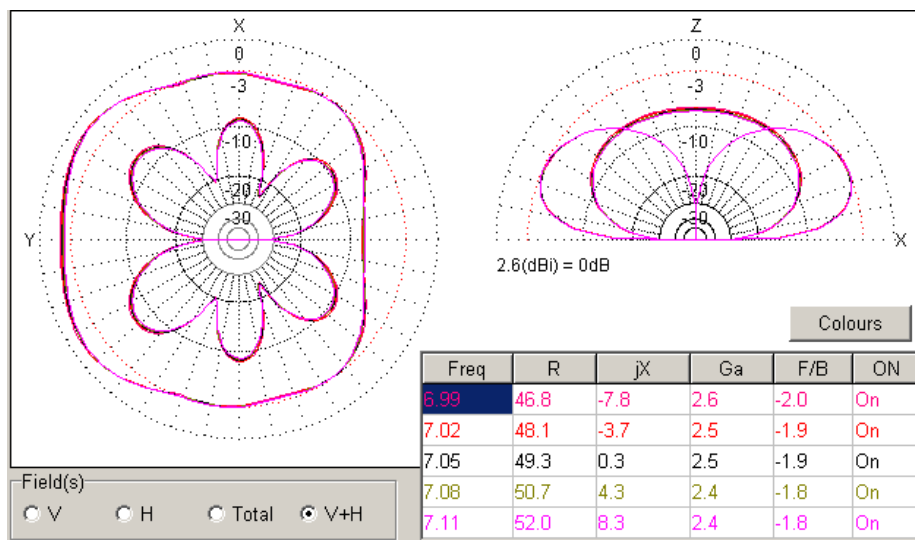 X
0
-3
-10
-20
-30
Y
Z
0
-3
-10
-20
-30
X
2.6(dBi) = 0dB
Colours
Freq R jX Ga F/B ON
6.99 46.8 -7.8 2.6 -2.0 On
7.02 48.1 -3.7 2.5 -1.9 On
7.05 49.3 0.3 2.5 -1.9 On
7.08 50.7 4.3 2.4 -1.8 On
7.11 52.0 8.3 2.4 -1.8 On
Field(s)
V H Total V+H